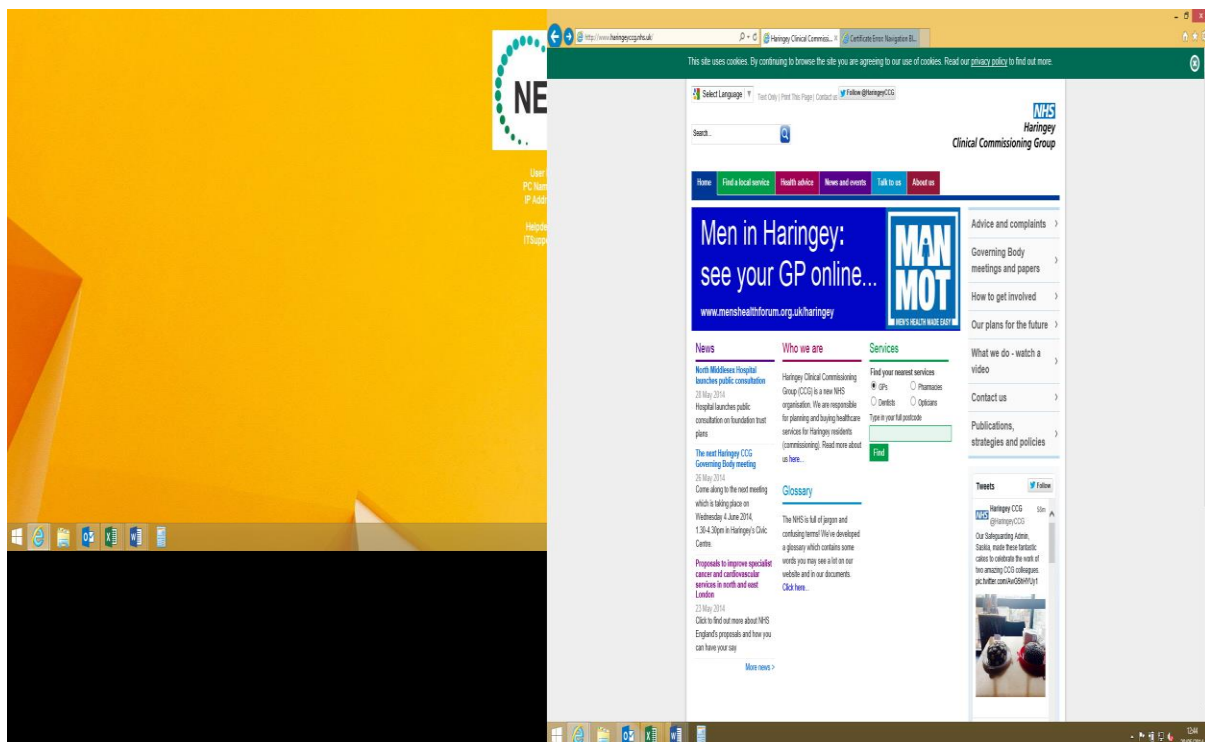 NE
User
PC Nam
IP Addr
Helpde
ITSupp
http://www.haringeyccg.nhs.uk/
Haringey Clinical Commissi...
Certificate Error: Navigation Bl...
This site uses cookies. By continuing to browse the site you are agreeing to our use of cookies. Read our privacy policy to find out more.
Select Language
Text Only | Print This Page | Contact us
Follow @HaringeyCCG
Search...
NHS
Haringey
Clinical Commissioning Group
Home
Find a local service
Health advice
News and events
Talk to us
About us
Men in Haringey:
see your GP online...
www.menshealthforum.org.uk/haringey
MAN
MOT
MEN'S HEALTH MADE EASY
Advice and complaints
Governing Body
meetings and papers
How to get involved
Our plans for the future
What we do - watch a
video
Contact us
Publications,
strategies and policies
News
North Middlesex Hospital
launches public consultation
28 May 2014
Hospital launches public
consultation on foundation trust
plans
The next Haringey CCG
Governing Body meeting
26 May 2014
Come along to the next meeting
which is taking place on
Wednesday 4 June 2014,
1.30-4.30pm in Haringey's Civic
Centre.
Proposals to improve specialist
cancer and cardiovascular
services in north and east
London
23 May 2014
Click to find out more about NHS
England's proposals and how you
can have your say
More news >
Who we are
Haringey Clinical Commissioning
Group (CCG) is a new NHS
organisation. We are responsible
for planning and buying healthcare
services for Haringey residents
(commissioning). Read more about
us here...
Glossary
The NHS is full of jargon and
confusing terms! We've developed
a glossary which contains some
words you may see a lot on our
website and in our documents.
Click here...
Services
Find your nearest services
GPs
Pharmacies
Dentists
Opticians
Type in your full postcode
Find
Tweets
Follow
NHS
Haringey CCG
@HaringeyCCG
Our Safeguarding Admin,
Saskia, made these fantastic
cakes to celebrate the work of
two amazing CCG colleagues.
12:44